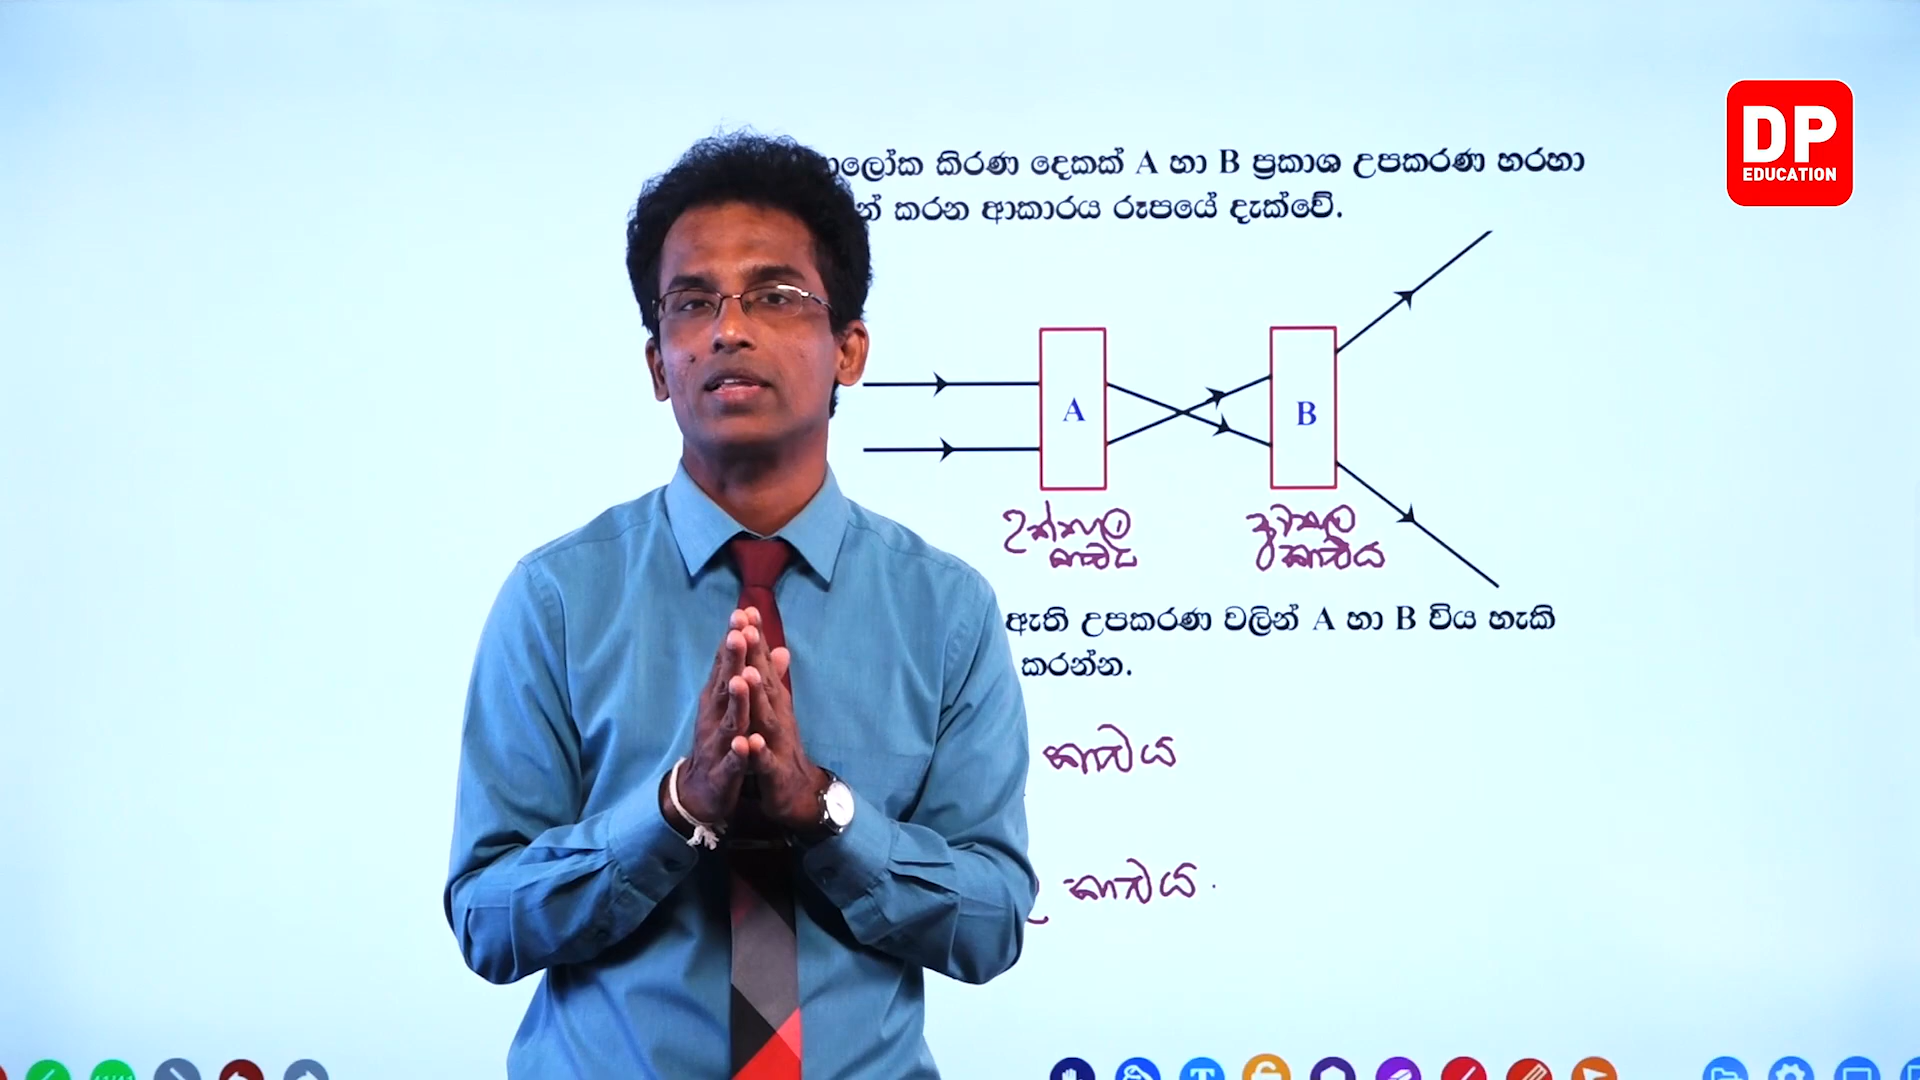 DP
EDUCATION
ාලෝක කිරණ දෙකක් A හා B ප්‍රකාශ උපකරණ හරහා
න් කරන ආකාරය රූපයේ දැක්වේ.
A
B
උත්තල
කාචය
අවතල
කාචය
ඇති උපකරණ වලින් A හා B විය හැකි
කරන්න.
කාචය
කාචය.